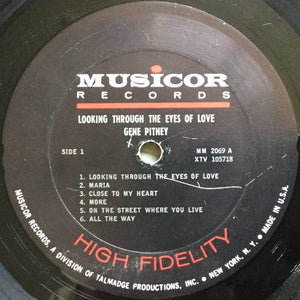 MUSICOR
RECORDS
LOOKING THROUGH THE EYES OF LOVE
GENE PITNEY
SIDE 1
MM 2069 A
XTV 105718
1. LOOKING THROUGH THE EYES OF LOVE
2. MARIA
3. CLOSE TO MY HEART
4. MORE
5. ON THE STREET WHERE YOU LIVE
6. ALL THE WAY
HIGH FIDELITY
MUSICOR RECORDS, A DIVISION OF TALMADGE PRODUCTIONS, INC. • NEW YORK, N. Y. • MADE IN U.S.A.